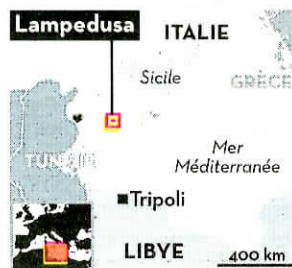 Lampedusa
ITALIE
Sicile
GRÈCE
Mer
Méditerranée
TUNISIE
Tripoli
LIBYE
400 km